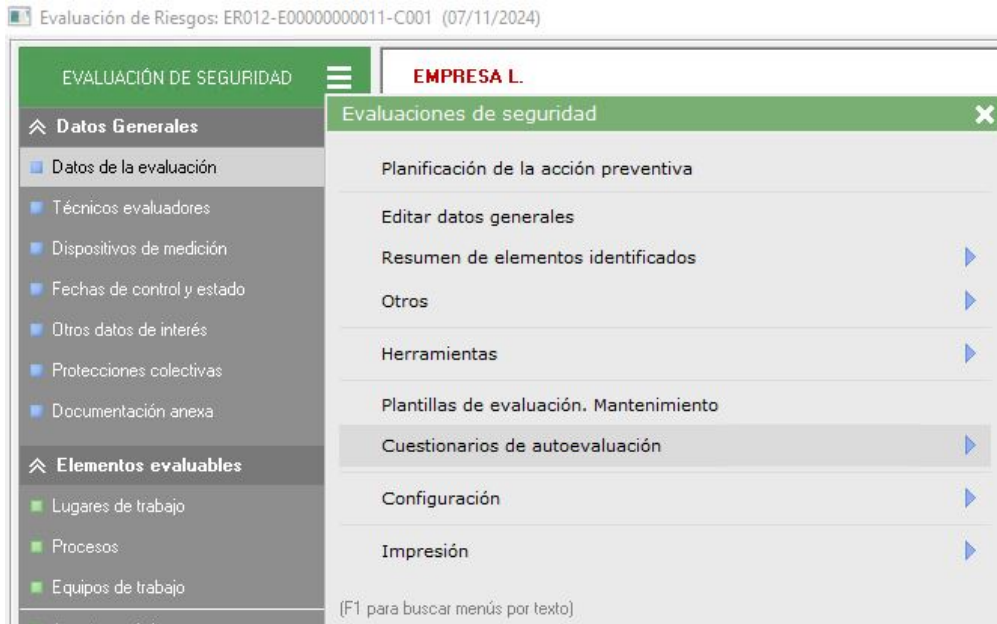 Evaluación de Riesgos: ER012-E00000000011-C001 (07/11/2024)
EVALUACIÓN DE SEGURIDAD
EMPRESA L.
Datos Generales
Datos de la evaluación
Técnicos evaluadores
Dispositivos de medición
Fechas de control y estado
Otros datos de interés
Protecciones colectivas
Documentación anexa
Elementos evaluables
Lugares de trabajo
Procesos
Equipos de trabajo
Evaluaciones de seguridad
Planificación de la acción preventiva
Editar datos generales
Resumen de elementos identificados
Otros
Herramientas
Plantillas de evaluación. Mantenimiento
Cuestionarios de autoevaluación
Configuración
Impresión
(F1 para buscar menús por texto)